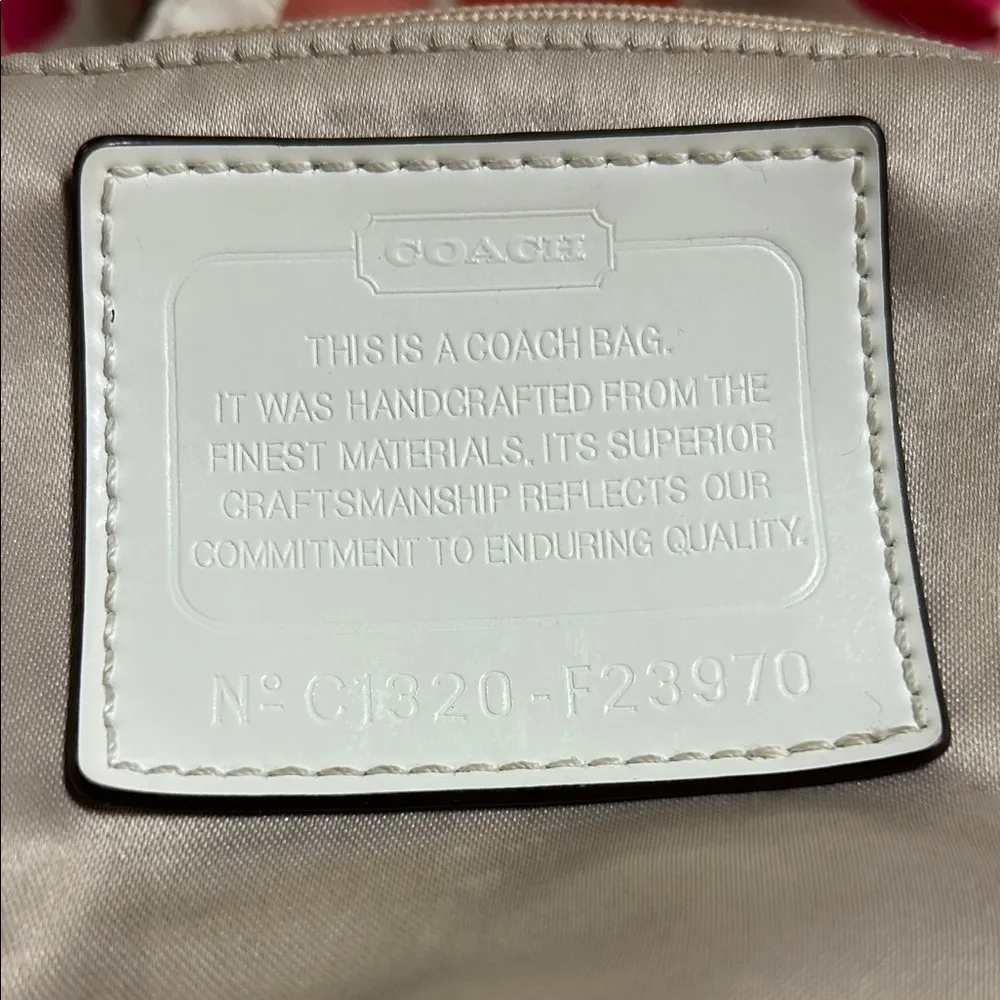 COACH
THIS IS A COACH BAG.
IT WAS HANDCRAFTED FROM THE
FINEST MATERIALS. ITS SUPERIOR
CRAFTSMANSHIP REFLECTS OUR
COMMITMENT TO ENDURING QUALITY.
Nº C1320-F23970